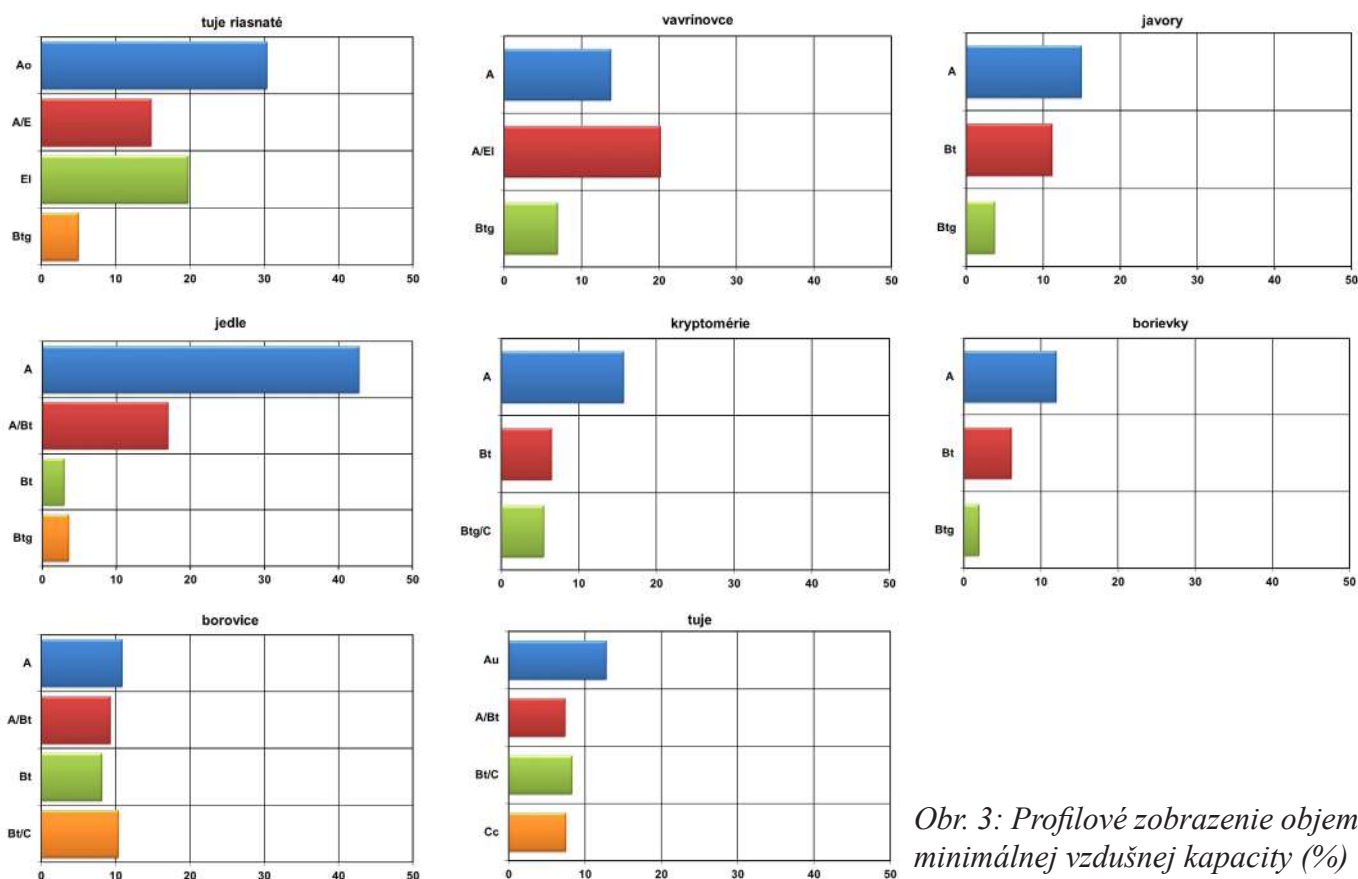 tuje riasnaté
Ao
A/E
El
Btg
0 10 20 30 40 50
vavrínovce
A
A/El
Btg
0 10 20 30 40 50
javory
A
Bt
Btg
0 10 20 30 40 50
jedle
A
A/Bt
Bt
Btg
0 10 20 30 40 50
kryptomérie
A
Bt
Btg/C
0 10 20 30 40 50
borievky
A
Bt
Btg
0 10 20 30 40 50
borovice
A
A/Bt
Bt
Bt/C
0 10 20 30 40 50
tuje
Au
A/Bt
Bt/C
Cc
0 10 20 30 40 50
Obr. 3: Profilové zobrazenie objem
minimálnej vzdušnej kapacity (%)